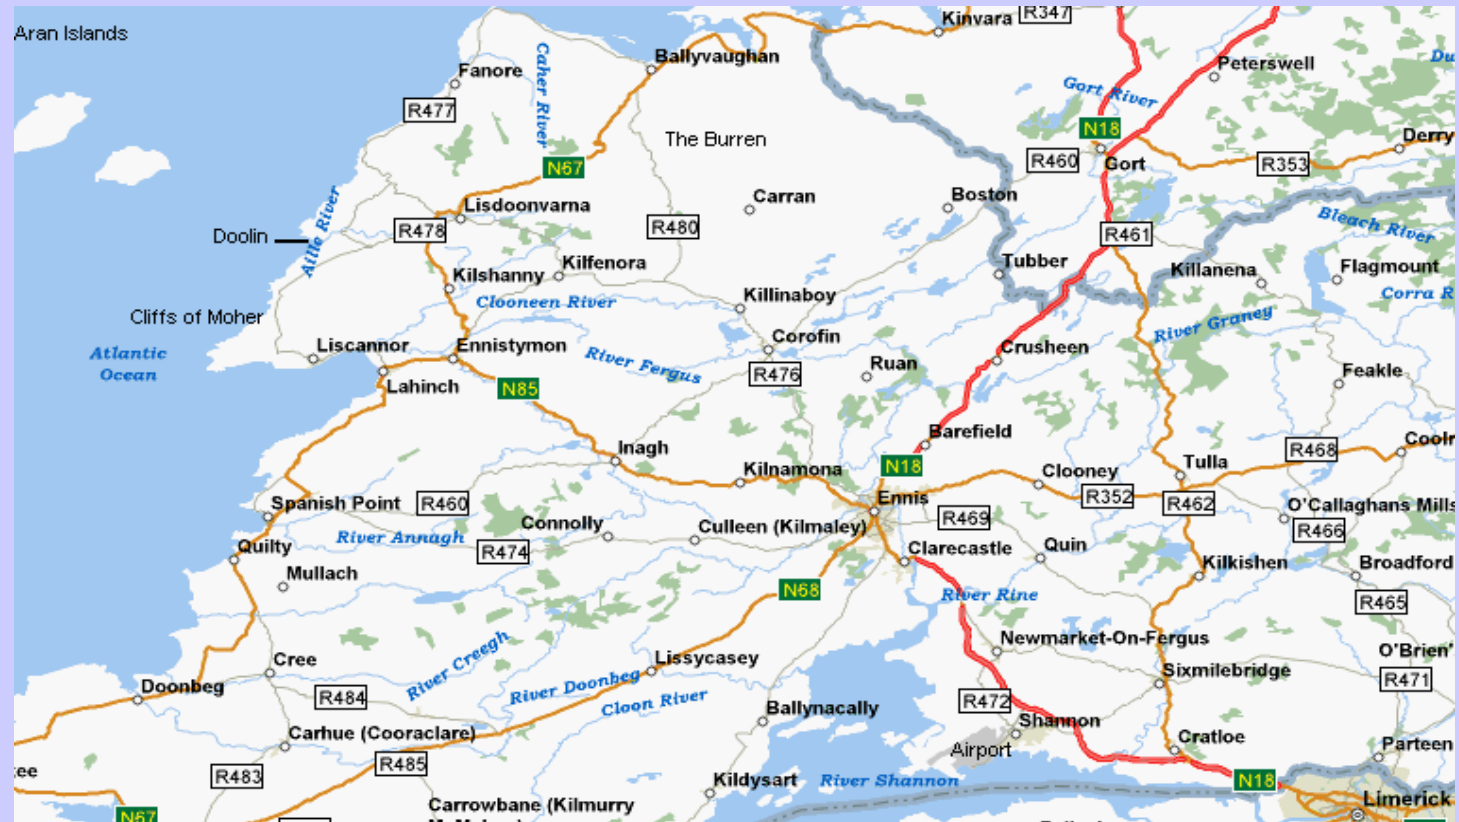 Aran Islands
Kinvara
R347
Fanore
Caher River
Ballyvaughan
Peterswell
Gort River
R477
N18
The Burren
Derry
N67
R460
Gort
R353
Lisdoonvarna
Carran
Boston
Aille River
Doolin
R478
R480
R461
Bleach River
Kilfenora
Kilshanny
Tubber
Killanena
Flagmount
Clooneen River
Killinaboy
Corra R
Cliffs of Moher
River Graney
Liscannor
Ennistymon
Corofin
Crusheen
Atlantic
Ocean
River Fergus
Ruan
R476
Feakle
Lahinch
N85
Barefield
Inagh
R468
Coolr
N18
Kilnamona
Clooney
Tulla
Spanish Point
R460
Ennis
R352
R462
O'Callaghans Mills
Connolly
Culleen (Kilmaley)
R469
R466
River Annagh
R474
Quilty
Clarecastle
Quin
Kilkishen
Broadford
Mullach
N68
River Rine
R465
River Creegh
Newmarket-On-Fergus
O'Brien'
Cree
Lissycasey
Sixmilebridge
Doonbeg
R484
River Doonbeg
Cloon River
R471
R472
Ballynacally
Shannon
Carhue (Cooraclare)
Airport
Cratloe
Parteen
R485
R483
Kildysart
River Shannon
N18
Carrowbane (Kilmurry
Limerick
N67